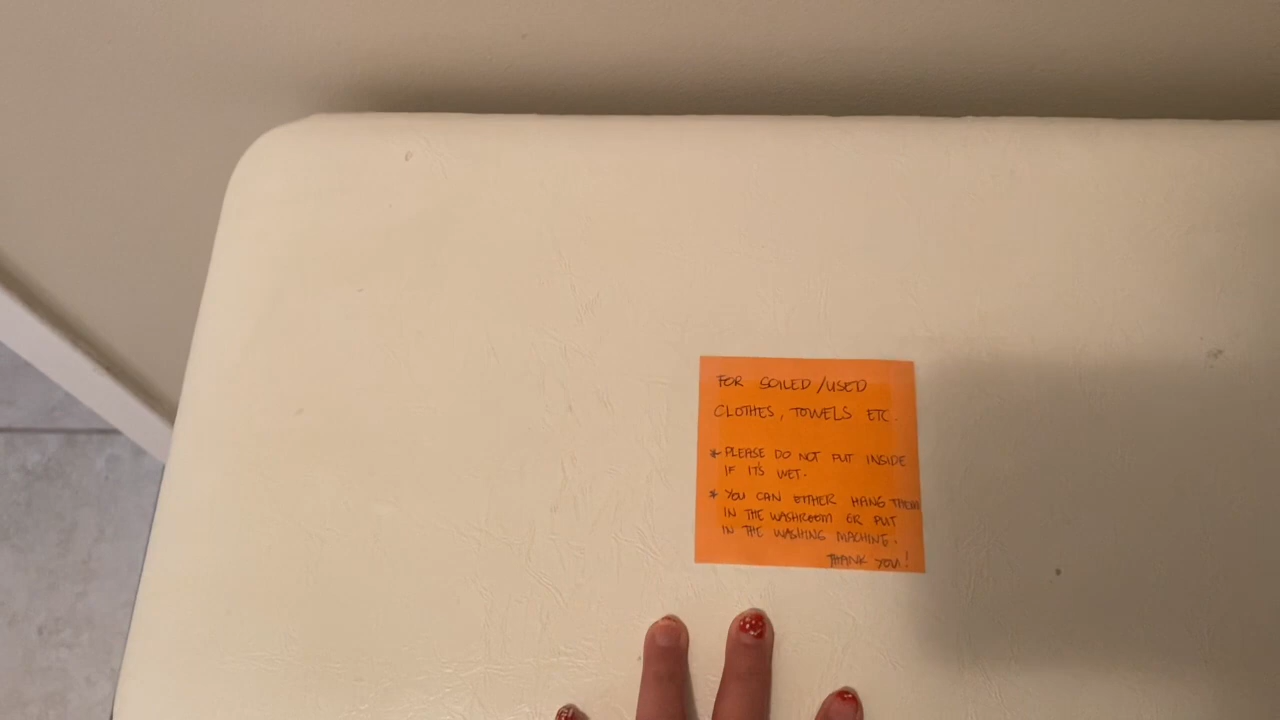 FOR SOILED/USED
CLOTHES, TOWELS ETC.
* PLEASE DO NOT PUT INSIDE
IF IT'S WET.
* YOU CAN EITHER HANG THEM
IN THE WASHROOM OR PUT
IN THE WASHING MACHINE.
THANK YOU!